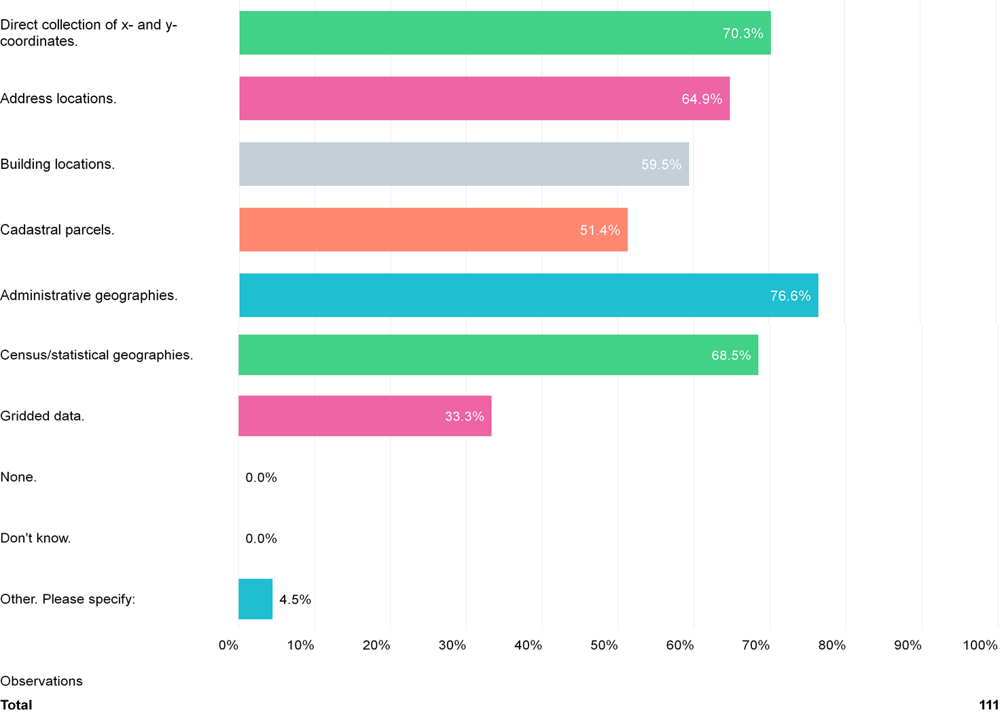 Direct collection of x- and y-
coordinates.
70.3%
Address locations.
64.9%
Building locations.
59.5%
Cadastral parcels.
51.4%
Administrative geographies.
76.6%
Census/statistical geographies.
68.5%
Gridded data.
33.3%
None.
0.0%
Don't know.
0.0%
Other. Please specify:
4.5%
0% 10% 20% 30% 40% 50% 60% 70% 80% 90% 100%
Observations
Total 111